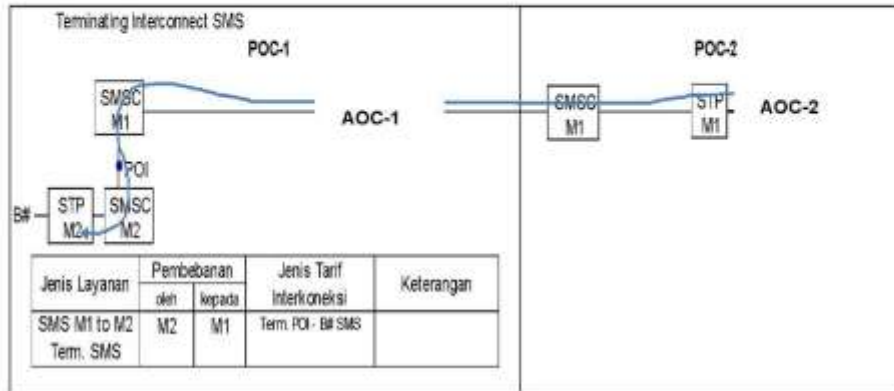 Terminating Interconnect SMS
POC-1
POC-2
SMSC
M1
AOC-1
SMSC
M1
STP
M1
AOC-2
POI
B#
STP
M2
SMSC
M2
Jenis Layanan
Pembebanan
oleh
kepada
Jenis Tarif
Interkoneksi
Keterangan
SMS M1 to M2
Term. SMS
M2
M1
Term. POI - B# SMS